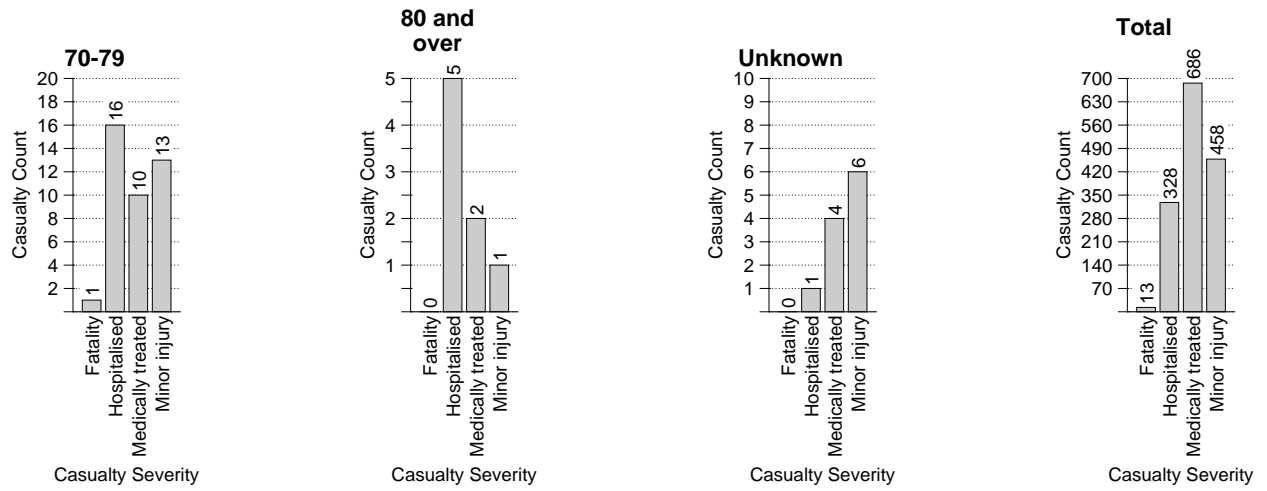 70-79
20
18
16
14
12
10
8
6
4
2
Casualty Count
1
16
10
13
Fatality
Hospitalised
Medically treated
Minor injury
Casualty Severity
80 and
over
5
4
3
2
1
Casualty Count
0
5
2
1
Fatality
Hospitalised
Medically treated
Minor injury
Casualty Severity
Unknown
10
9
8
7
6
5
4
3
2
1
Casualty Count
0
1
4
6
Fatality
Hospitalised
Medically treated
Minor injury
Casualty Severity
Total
700
630
560
490
420
350
280
210
140
70
Casualty Count
13
328
686
458
Fatality
Hospitalised
Medically treated
Minor injury
Casualty Severity